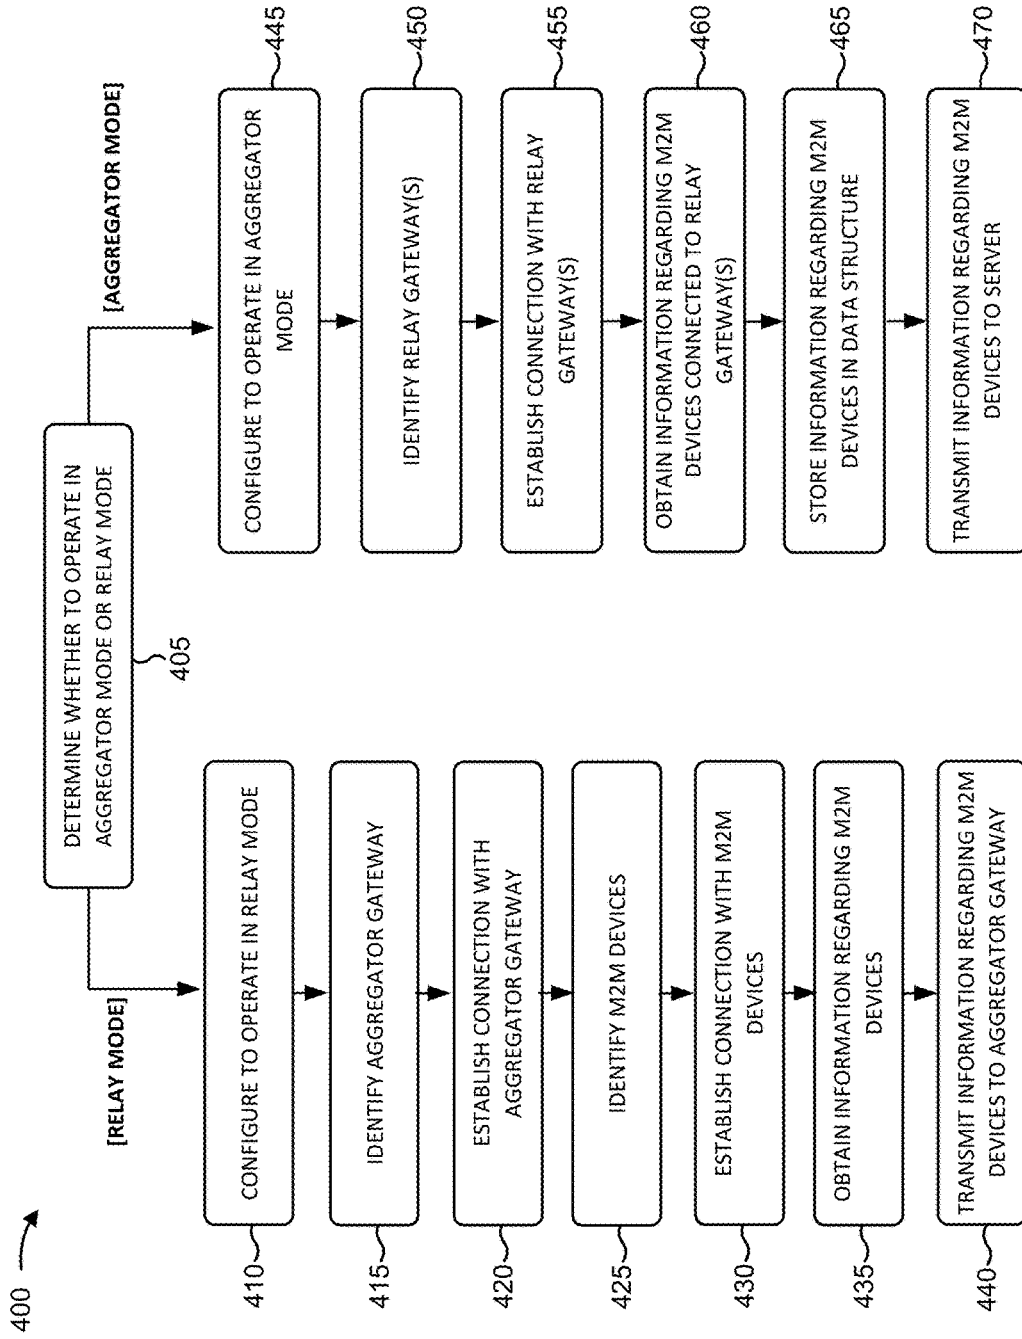 400
DETERMINE WHETHER TO OPERATE IN
AGGREGATOR MODE OR RELAY MODE
405
[RELAY MODE]
CONFIGURE TO OPERATE IN RELAY MODE
410
IDENTIFY AGGREGATOR GATEWAY
415
ESTABLISH CONNECTION WITH
AGGREGATOR GATEWAY
420
IDENTIFY M2M DEVICES
425
ESTABLISH CONNECTION WITH M2M
DEVICES
430
OBTAIN INFORMATION REGARDING M2M
DEVICES
435
TRANSMIT INFORMATION REGARDING M2M
DEVICES TO AGGREGATOR GATEWAY
440
[AGGREGATOR MODE]
CONFIGURE TO OPERATE IN AGGREGATOR
MODE
445
IDENTIFY RELAY GATEWAY(S)
450
ESTABLISH CONNECTION WITH RELAY
GATEWAY(S)
455
OBTAIN INFORMATION REGARDING M2M
DEVICES CONNECTED TO RELAY
GATEWAY(S)
460
STORE INFORMATION REGARDING M2M
DEVICES IN DATA STRUCTURE
465
TRANSMIT INFORMATION REGARDING M2M
DEVICES TO SERVER
470